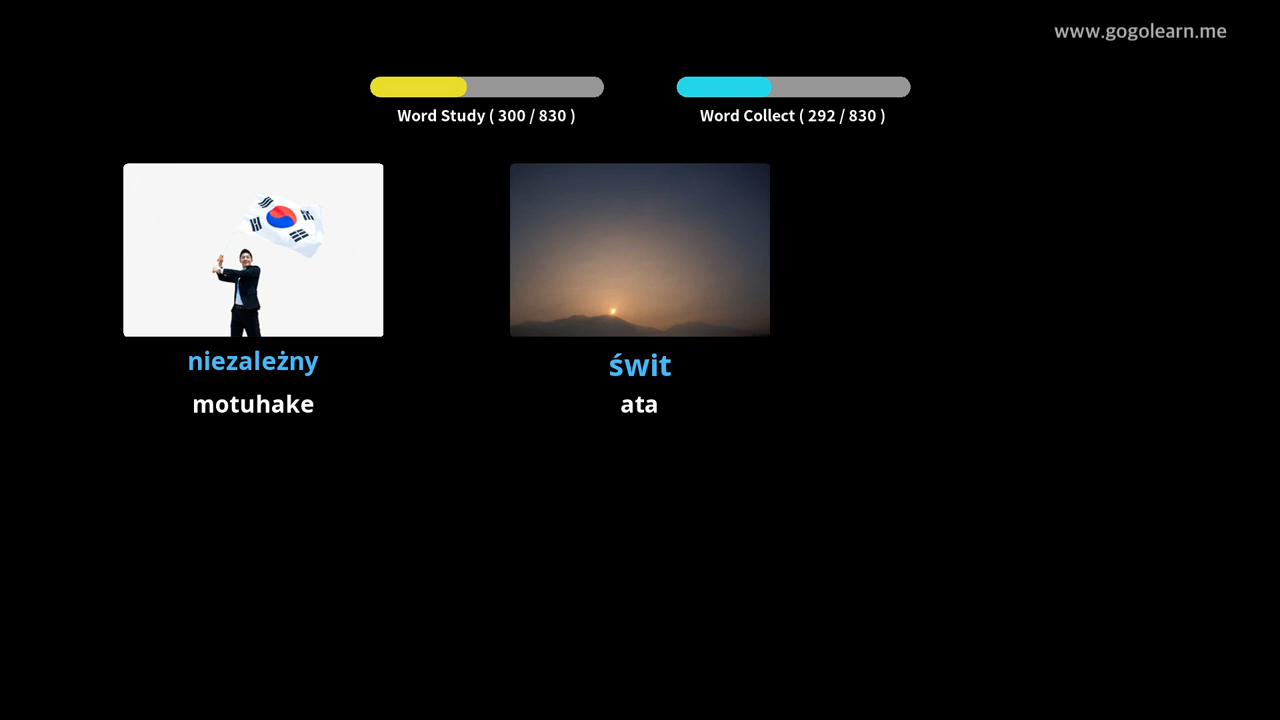 www.gogolearn.me
Word Study ( 300 / 830 )
Word Collect ( 292 / 830 )
niezależny
motuhake
świt
ata